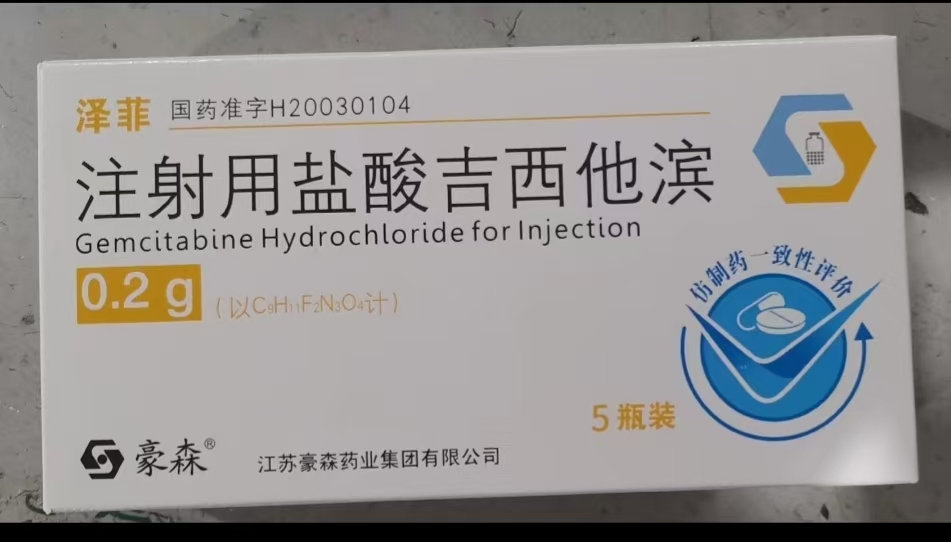 泽菲 国药准字H20030104
注射用盐酸吉西他滨
Gemcitabine Hydrochloride for Injection
0.2 g (以C₉H₁₁F₂N₃O₄计)
仿制药一致性评价
5瓶装
豪森® 江苏豪森药业集团有限公司